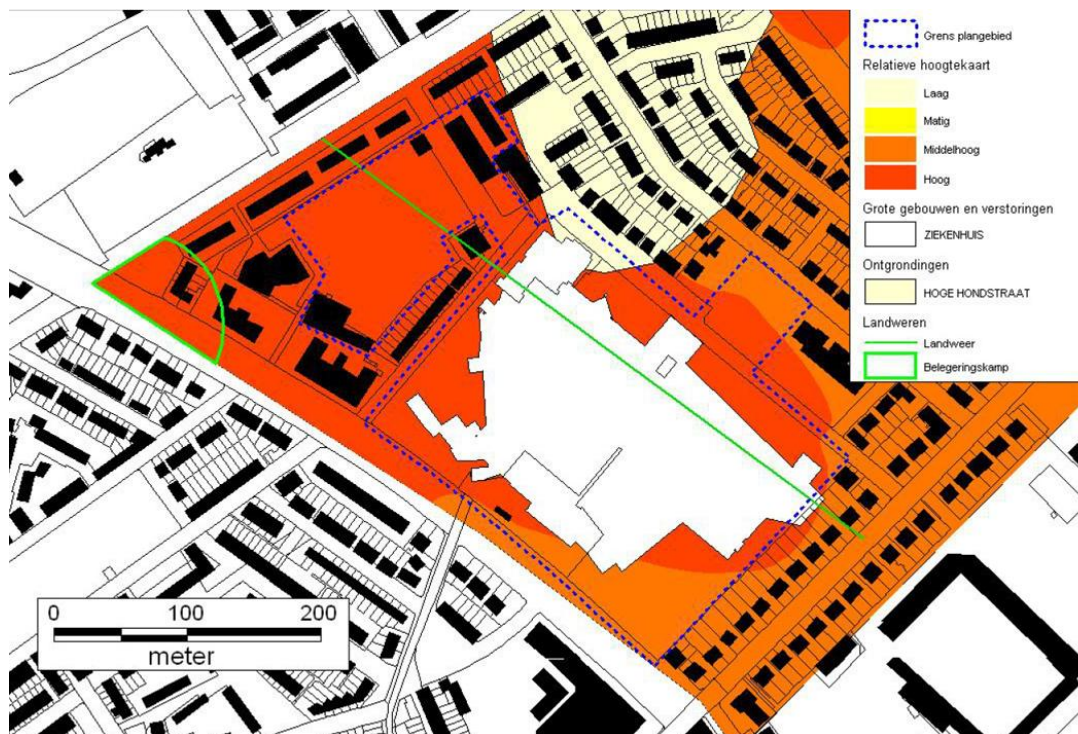 Grens plangebied
Relatieve hoogtekaart
Laag
Matig
Middelhoog
Hoog
Grote gebouwen en verstoringen
ZIEKENHUIS
Ontgrondingen
HOGE HONDSTRAAT
Landweren
Landweer
Belegeringskamp
0 100 200
meter